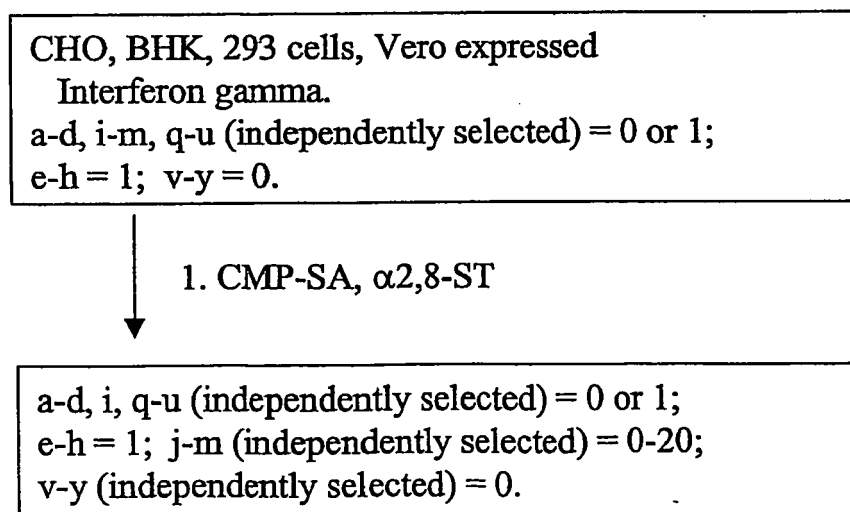 CHO, BHK, 293 cells, Vero expressed
Interferon gamma.
a-d, i-m, q-u (independently selected) = 0 or 1;
e-h = 1; v-y = 0.
1. CMP-SA, α2,8-ST
a-d, i, q-u (independently selected) = 0 or 1;
e-h = 1; j-m (independently selected) = 0-20;
v-y (independently selected) = 0.